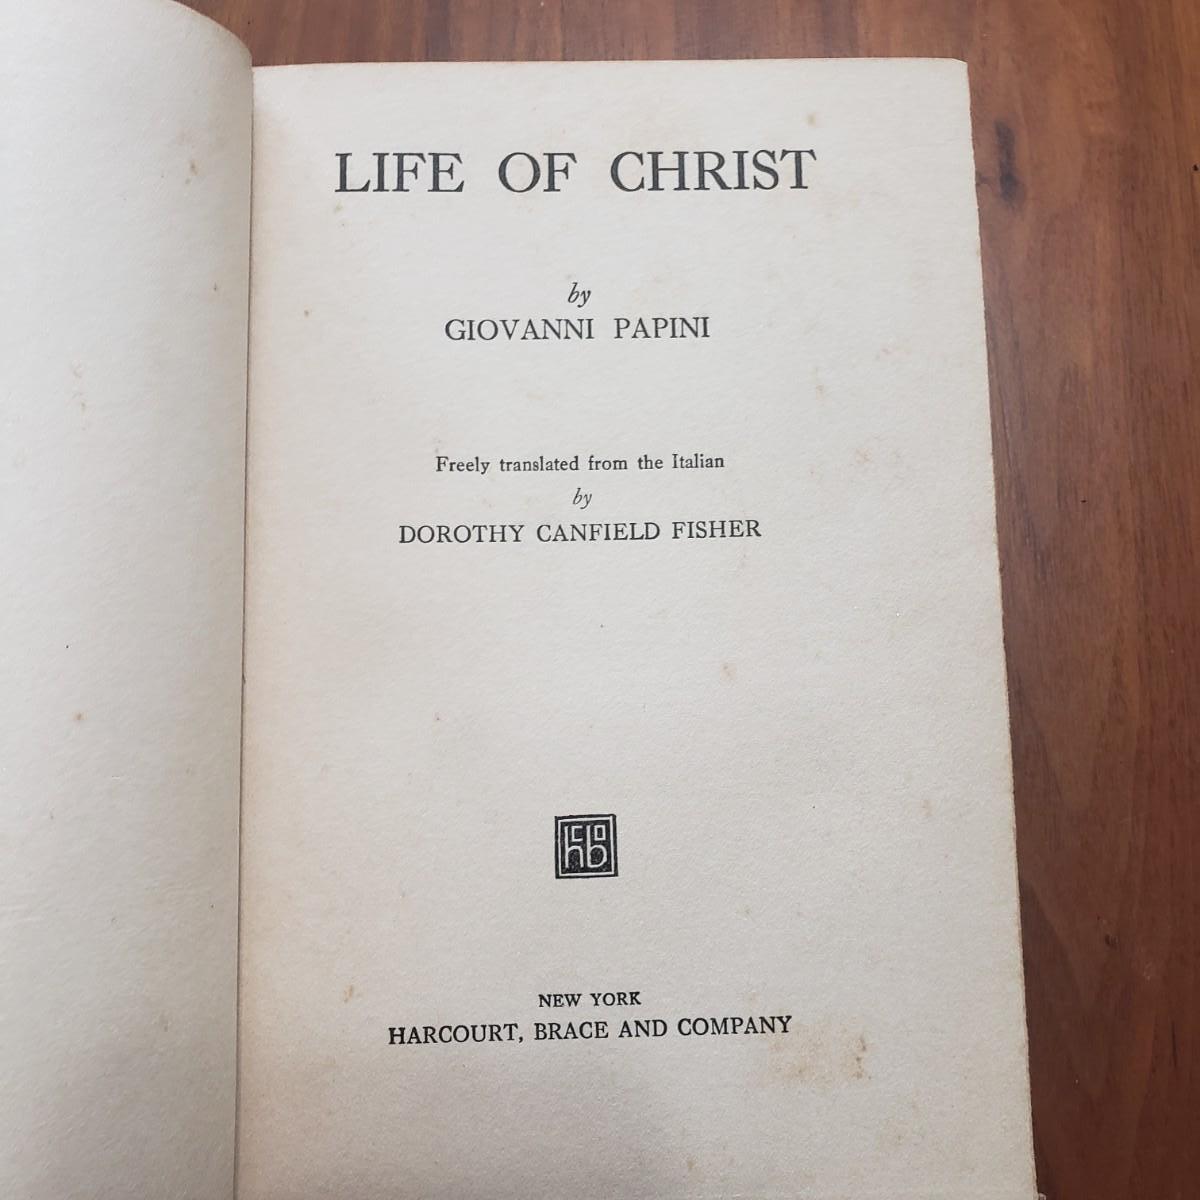 LIFE OF CHRIST
by
GIOVANNI PAPINI
Freely translated from the Italian
by
DOROTHY CANFIELD FISHER
hcbo
NEW YORK
HARCOURT, BRACE AND COMPANY